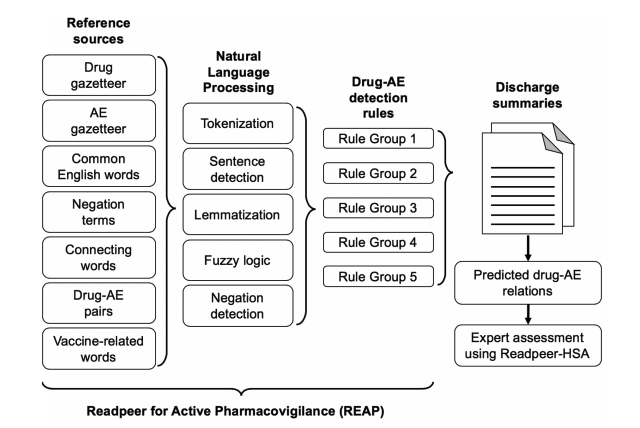 Reference
sources
Drug
gazetteer
AE
gazetteer
Common
English words
Negation
terms
Connecting
words
Drug-AE
pairs
Vaccine-related
words
Natural
Language
Processing
Tokenization
Sentence
detection
Lemmatization
Fuzzy logic
Negation
detection
Drug-AE
detection
rules
Rule Group 1
Rule Group 2
Rule Group 3
Rule Group 4
Rule Group 5
Discharge
summaries
Predicted drug-AE
relations
Expert assessment
using Readpeer-HSA
Readpeer for Active Pharmacovigilance (REAP)